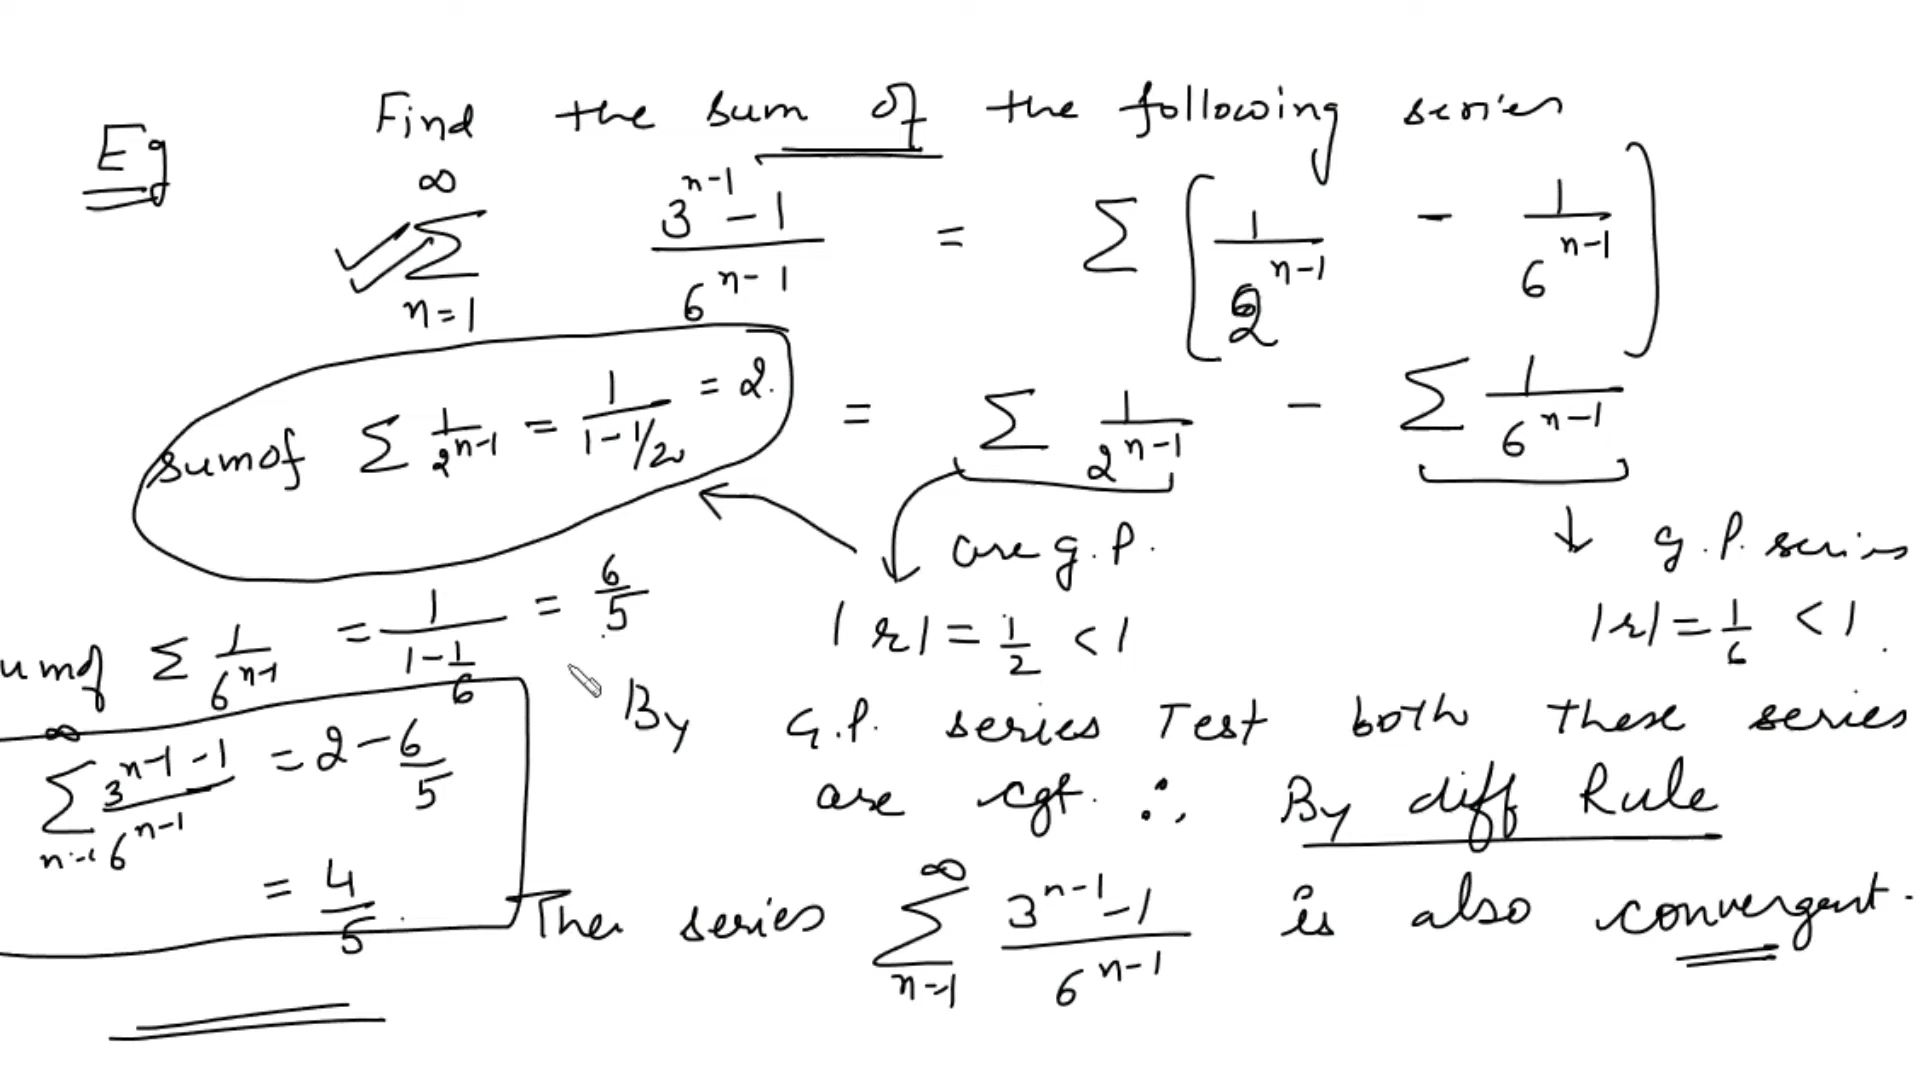 Eg Find the sum of the following series
∞
∑ (3^(n-1) - 1) / 6^(n-1) = ∑ [ 1/2^(n-1) - 1/6^(n-1) ]
n=1
sum of ∑ 1/2^(n-1) = 1/(1-1/2) = 2. = ∑ 1/2^(n-1) - ∑ 1/6^(n-1)
are g.p. ↓ G.P. series
|r| = 1/2 < 1 |r| = 1/6 < 1.
um of ∑ 1/6^(n-1) = 1/(1-1/6) = 6/5
By G.P. series Test both these series
are cgt. ∴ By diff Rule
∞
∑ (3^(n-1) - 1) / 6^(n-1) = 2 - 6/5
n=1
= 4/5.
The series ∑ (n=1 to ∞) (3^(n-1) - 1) / 6^(n-1) is also convergent.